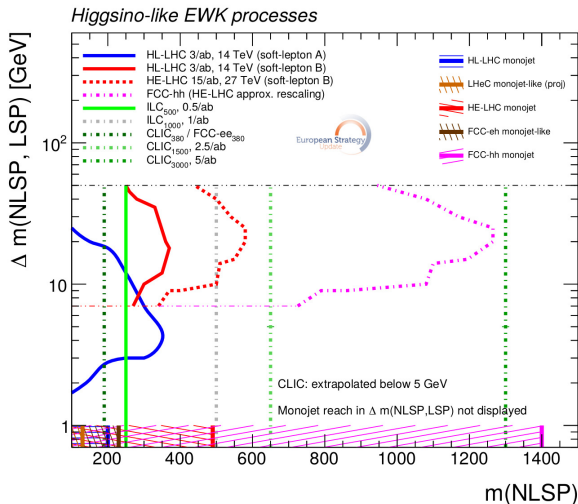 Higgsino-like EWK processes
Δ m(NLSP, LSP) [GeV]
HL-LHC 3/ab, 14 TeV (soft-lepton A)
HL-LHC 3/ab, 14 TeV (soft-lepton B)
HE-LHC 15/ab, 27 TeV (soft-lepton B)
FCC-hh (HE-LHC approx. rescaling)
ILC500, 0.5/ab
ILC1000, 1/ab
CLIC380 / FCC-ee380
CLIC1500, 2.5/ab
CLIC3000, 5/ab
HL-LHC monojet
LHeC monojet-like (proj)
HE-LHC monojet
FCC-eh monojet-like
FCC-hh monojet
European Strategy
Update
10²
10
1
CLIC: extrapolated below 5 GeV
Monojet reach in Δ m(NLSP,LSP) not displayed
200 400 600 800 1000 1200 1400
m(NLSP)